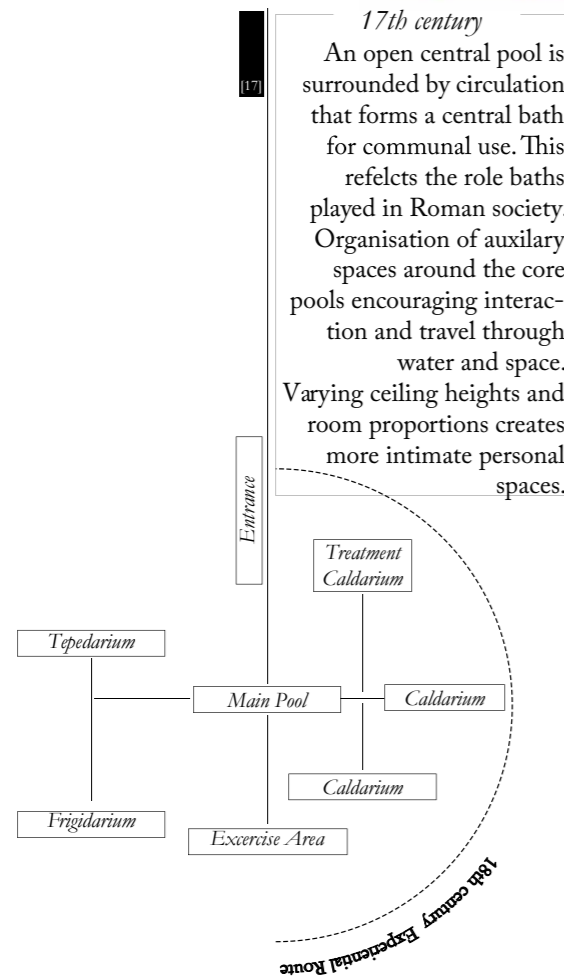 17th century
An open central pool is
surrounded by circulation
that forms a central bath
for communal use. This
refelcts the role baths
played in Roman society.
Organisation of auxilary
spaces around the core
pools encouraging interac-
tion and travel through
water and space.
Varying ceiling heights and
room proportions creates
more intimate personal
spaces.
[17]
Entrance
Treatment
Caldarium
Tepedarium
Main Pool
Caldarium
Caldarium
Frigidarium
Excercise Area
18th century Experiential Route